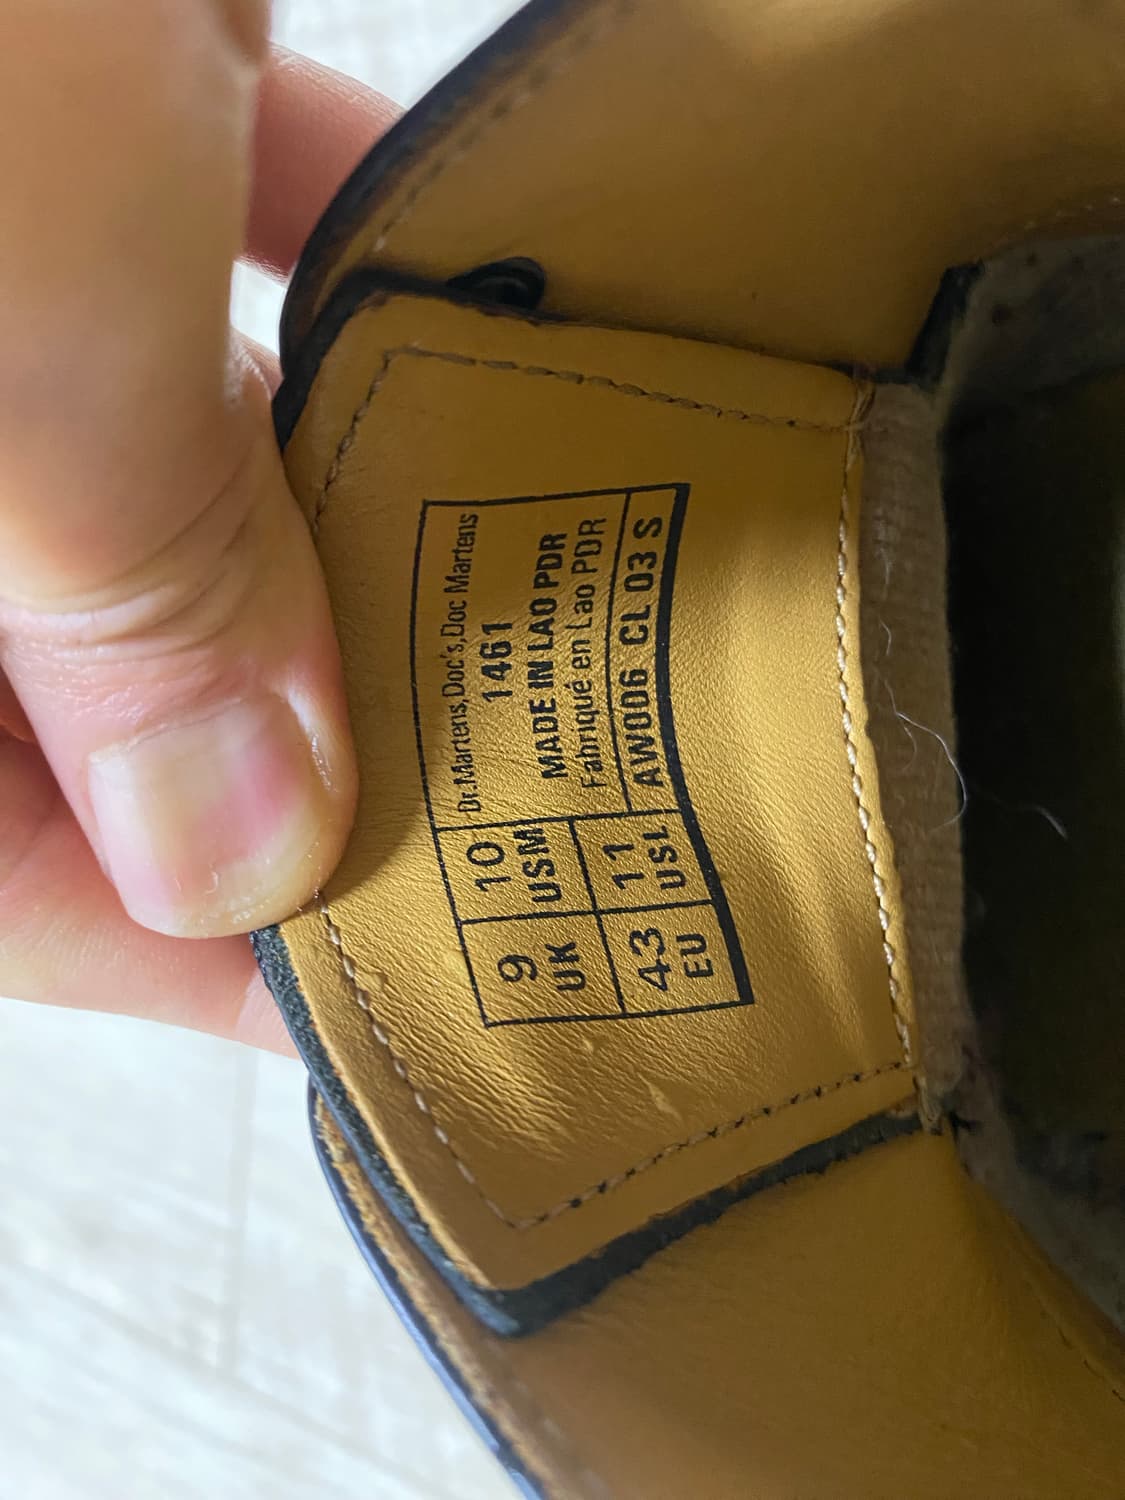 Dr.Martens,Doc's,Doc Martens
1461
MADE IN LAO PDR
Fabriqué en Lao PDR
AW006 CL 03 S
9
UK
10
USM
43
EU
11
USL